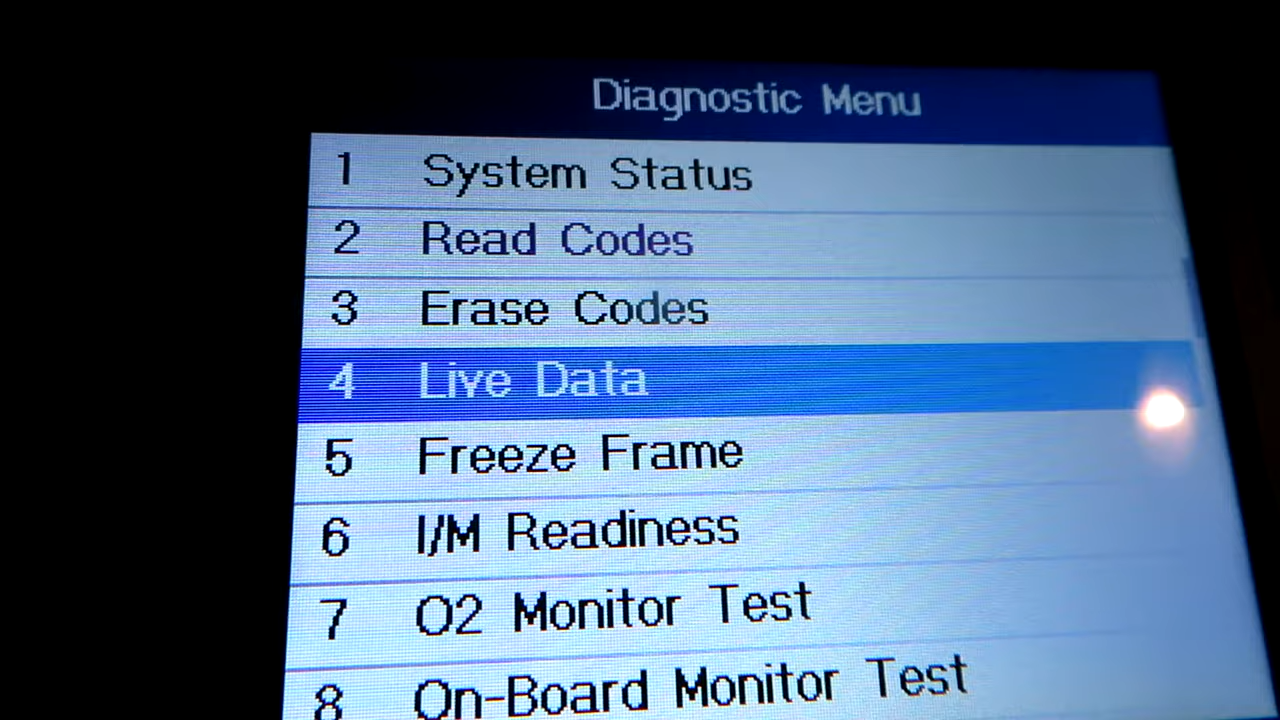 Diagnostic Menu
1 System Status
2 Read Codes
3 Erase Codes
4 Live Data
5 Freeze Frame
6 I/M Readiness
7 O2 Monitor Test
8 On-Board Monitor Test